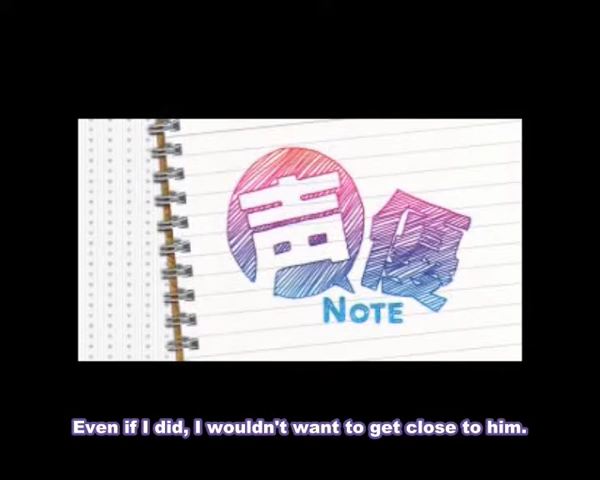 声優
NOTE
Even if I did, I wouldn't want to get close to him.